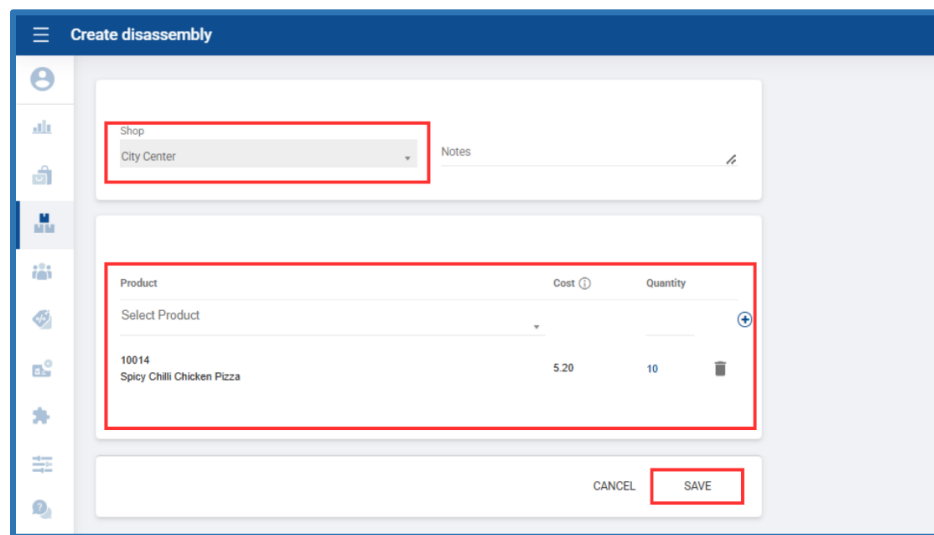 Create disassembly
Shop
City Center
Notes
Product Cost Quantity
Select Product
10014
Spicy Chilli Chicken Pizza
5.20 10
CANCEL SAVE